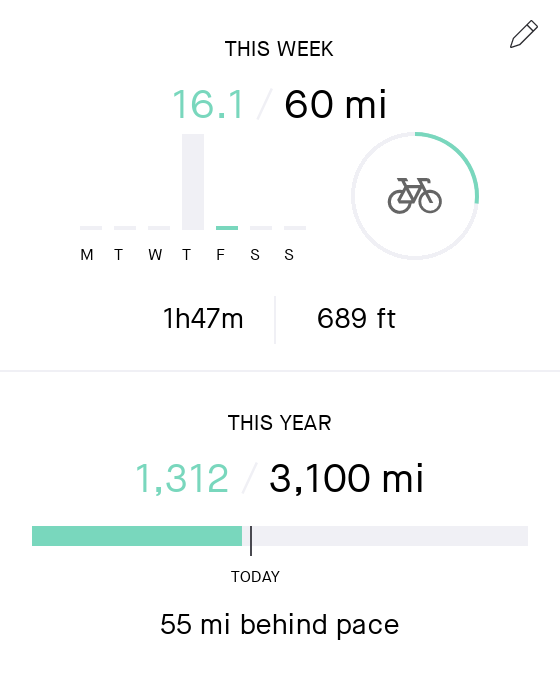 THIS WEEK
16.1 / 60 mi
M T W T F S S
1h47m 689 ft
THIS YEAR
1,312 / 3,100 mi
TODAY
55 mi behind pace